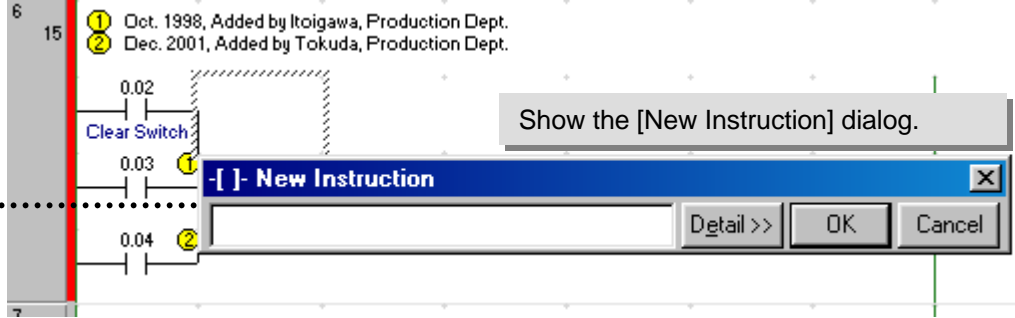 6
15
1 Oct. 1998, Added by Itoigawa, Production Dept.
2 Dec. 2001, Added by Tokuda, Production Dept.
0.02
Clear Switch
Show the [New Instruction] dialog.
0.03 1
-[ ]- New Instruction
Detail >> OK Cancel
0.04 2
7